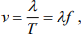 v = λ/T = λf ,